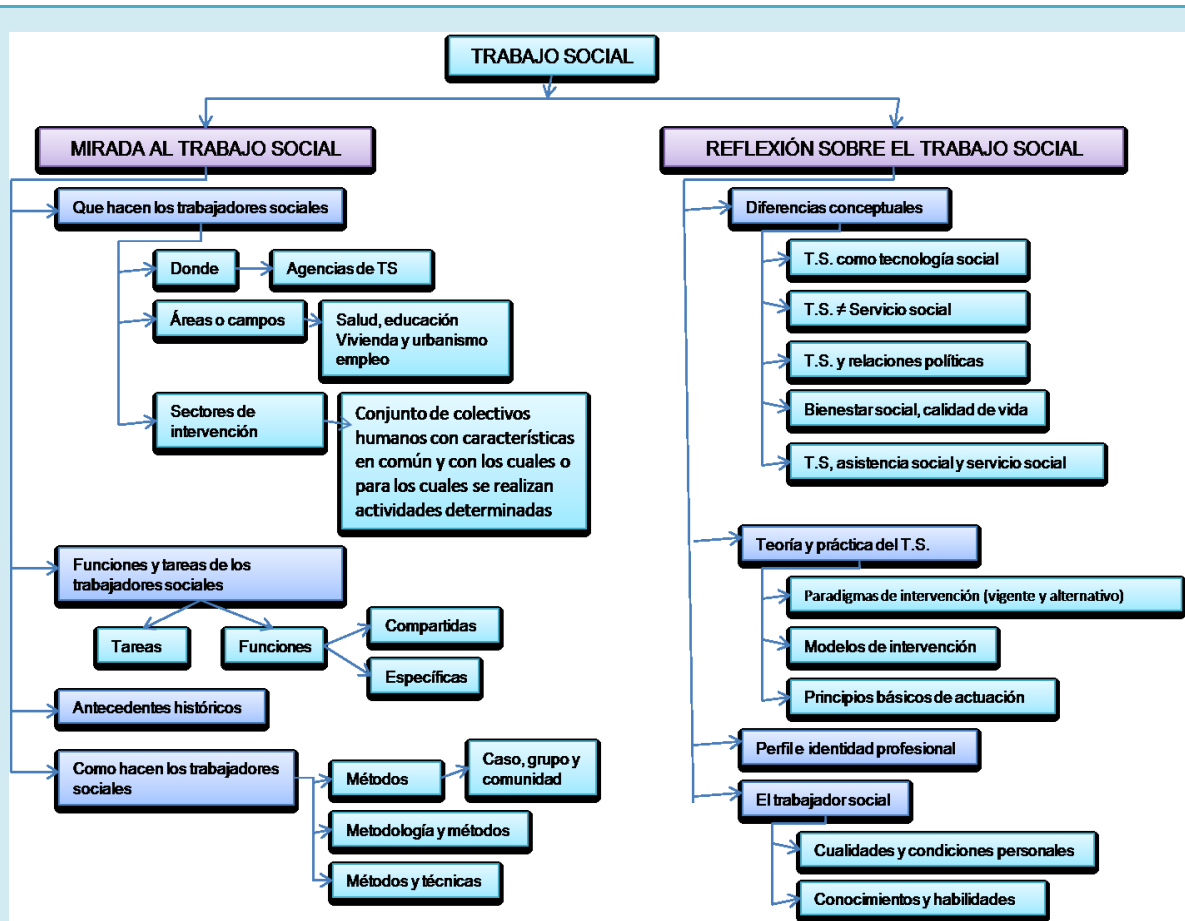 TRABAJO SOCIAL
MIRADA AL TRABAJO SOCIAL
Que hacen los trabajadores sociales
Donde
Agencias de TS
Áreas o campos
Salud, educación
Vivienda y urbanismo
empleo
Sectores de
intervención
Conjunto de colectivos
humanos con características
en común y con los cuales o
para los cuales se realizan
actividades determinadas
Funciones y tareas de los
trabajadores sociales
Tareas
Funciones
Compartidas
Específicas
Antecedentes históricos
Como hacen los trabajadores
sociales
Métodos
Caso, grupo y
comunidad
Metodología y métodos
Métodos y técnicas
REFLEXIÓN SOBRE EL TRABAJO SOCIAL
Diferencias conceptuales
T.S. como tecnología social
T.S. ≠ Servicio social
T.S. y relaciones políticas
Bienestar social, calidad de vida
T.S, asistencia social y servicio social
Teoría y práctica del T.S.
Paradigmas de intervención (vigente y alternativo)
Modelos de intervención
Principios básicos de actuación
Perfil e identidad profesional
El trabajador social
Cualidades y condiciones personales
Conocimientos y habilidades